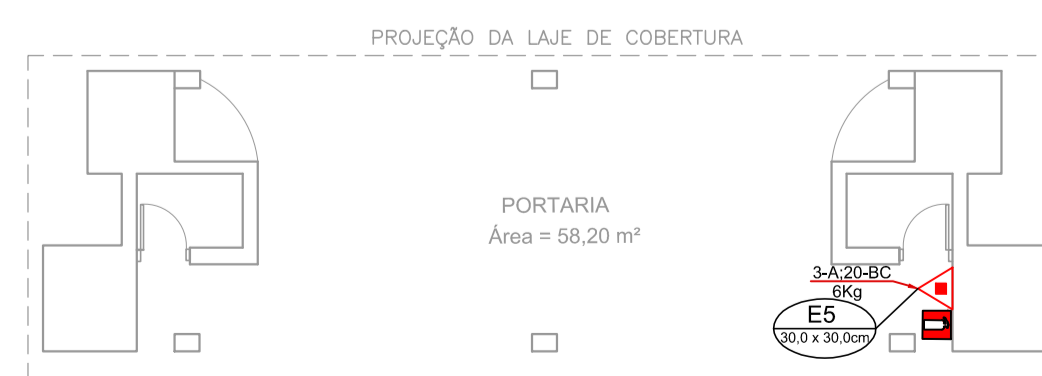 PROJEÇÃO DA LAJE DE COBERTURA
PORTARIA
Área = 58,20 m²
3-A;20-BC
6Kg
E5
30,0 x 30,0cm